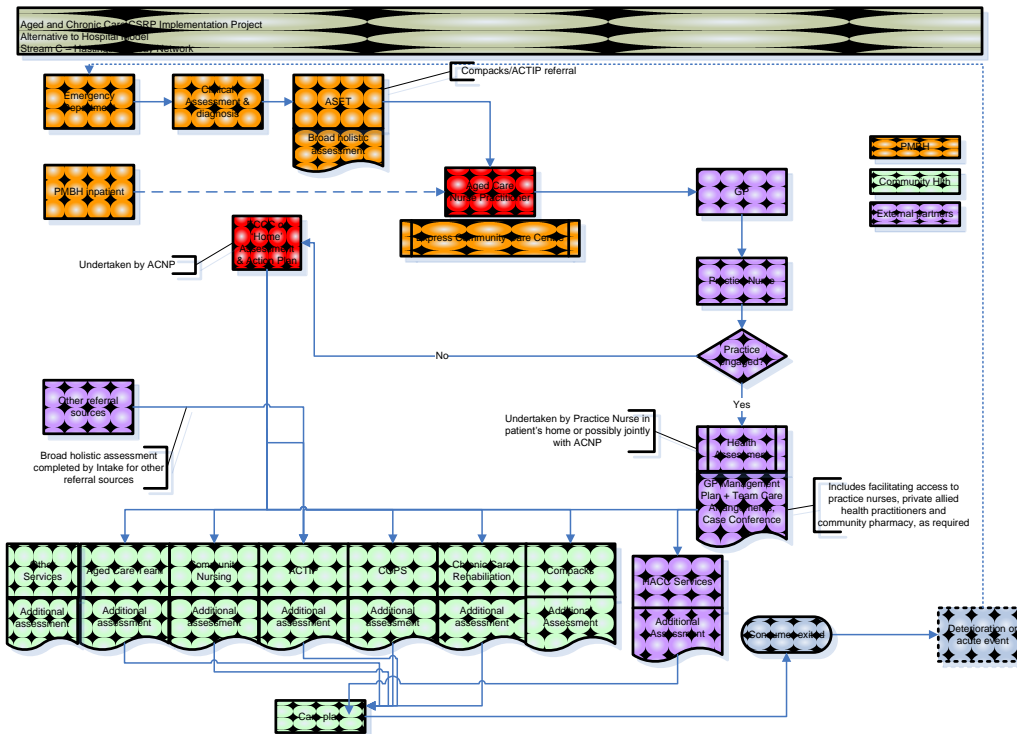 Aged and Chronic Care CSRP Implementation Project
Alternative to Hospital Model
Stream C – Network
Compacks/ACTIP referral
Emergency
Department
Clinical
Assessment &
diagnosis
ASET
Broad holistic
assessment
PMBH
Community Hlth
External partners
PMBH inpatient
Aged Care
Nurse Practitioner
GP
Express Community Care Centre
'Home'
Assessment
& Action Plan
Undertaken by ACNP
Practice Nurse
Practice
engaged?
No
Yes
Other referral
sources
Broad holistic assessment
completed by Intake for other
referral sources
Undertaken by Practice Nurse in
patient's home or possibly jointly
with ACNP
Health
Assessment
GP Management
Plan + Team Care
Arrangements,
Case Conference
Includes facilitating access to
practice nurses, private allied
health practitioners and
community pharmacy, as required
Other
Services
Aged Care Team
Community
Nursing
ACTIP
COPS
Chronic Care
Rehabiliation
Compacks
HACC Services
Additional
assessment
Additional
assessment
Additional
assessment
Additional
assessment
Additional
assessment
Additional
assessment
Additional
Assessment
Additional
Assessment
Consumer exited
Deterioration or
acute event
Care plan